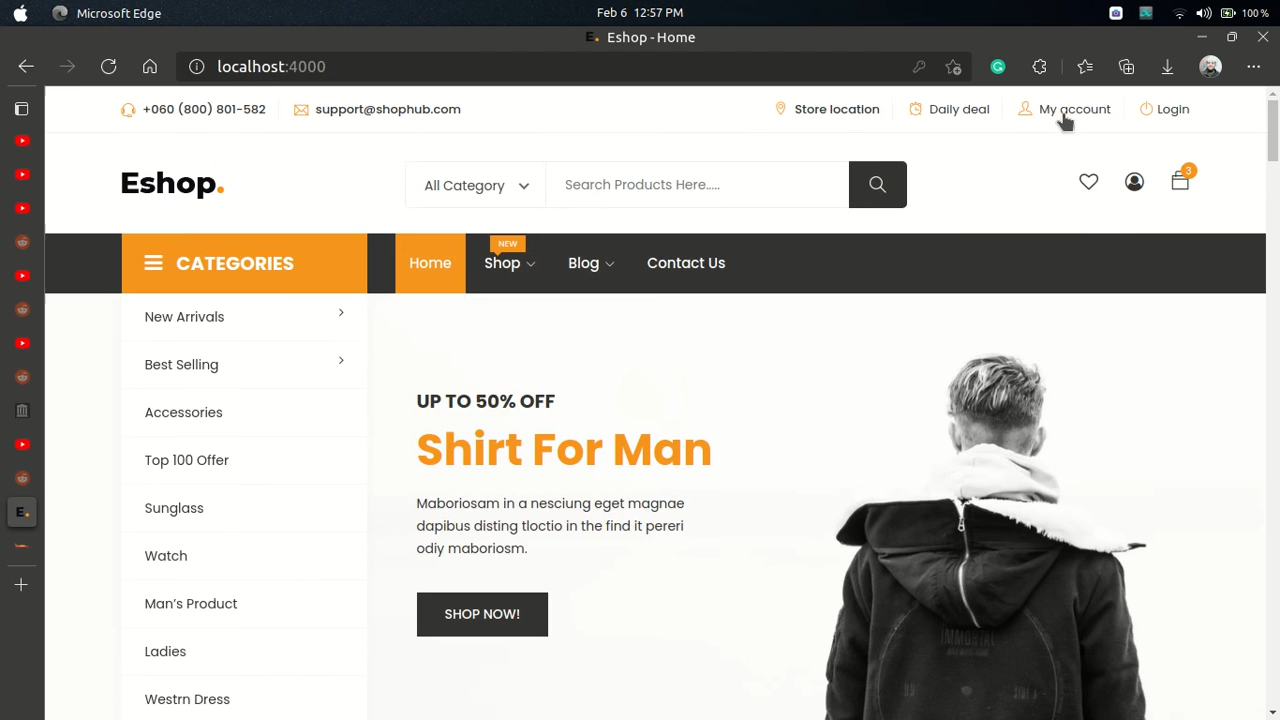 Microsoft Edge
Feb 6 12:57 PM
100 %
E. Eshop - Home
localhost:4000
+060 (800) 801-582
support@shophub.com
Store location
Daily deal
My account
Login
Eshop.
All Category
Search Products Here.....
3
CATEGORIES
Home
NEW
Shop
Blog
Contact Us
New Arrivals
Best Selling
Accessories
Top 100 Offer
Sunglass
Watch
Man's Product
Ladies
Westrn Dress
UP TO 50% OFF
Shirt For Man
Maboriosam in a nesciung eget magnae
dapibus disting tloctio in the find it pereri
odiy maboriosm.
SHOP NOW!
IMMORTAL
E.